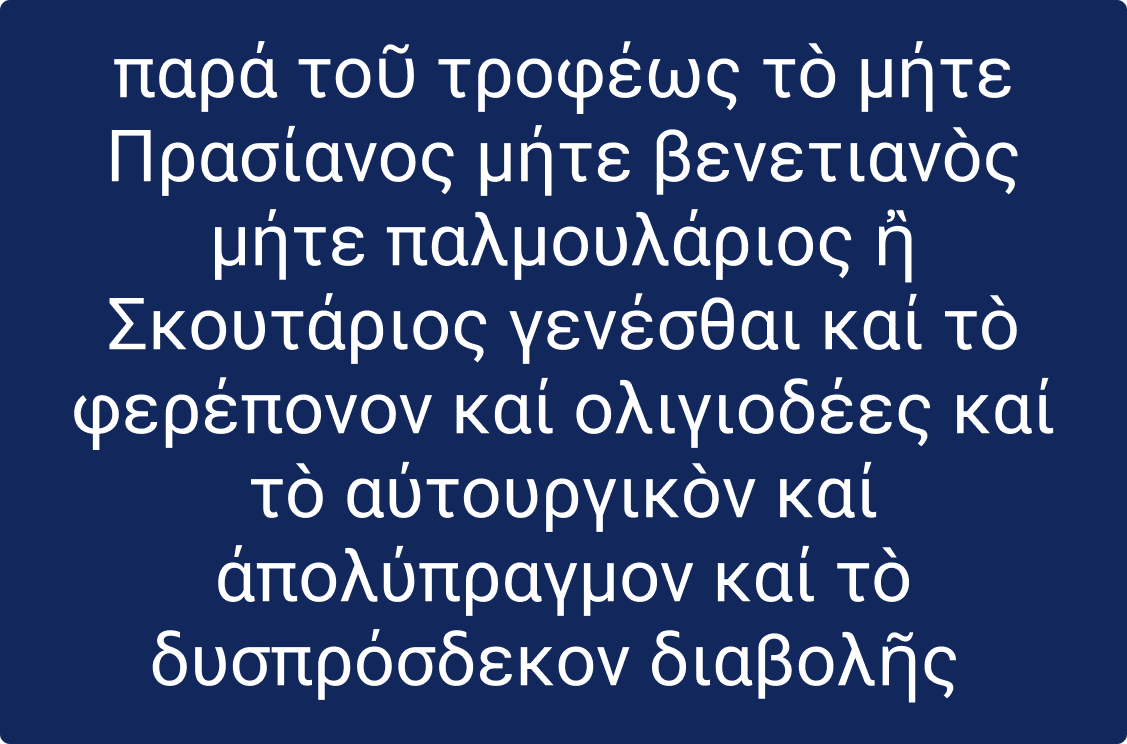 παρά τοῦ τροφέως τὸ μήτε
Πρασίανος μήτε βενετιανὸς
μήτε παλμουλάριος ἢ
Σκουτάριος γενέσθαι καί τὸ
φερέπονον καί ολιγιοδέες καί
τὸ αύτουργικὸν καί
άπολύπραγμον καί τὸ
δυσπρόσδεκον διαβολῆς